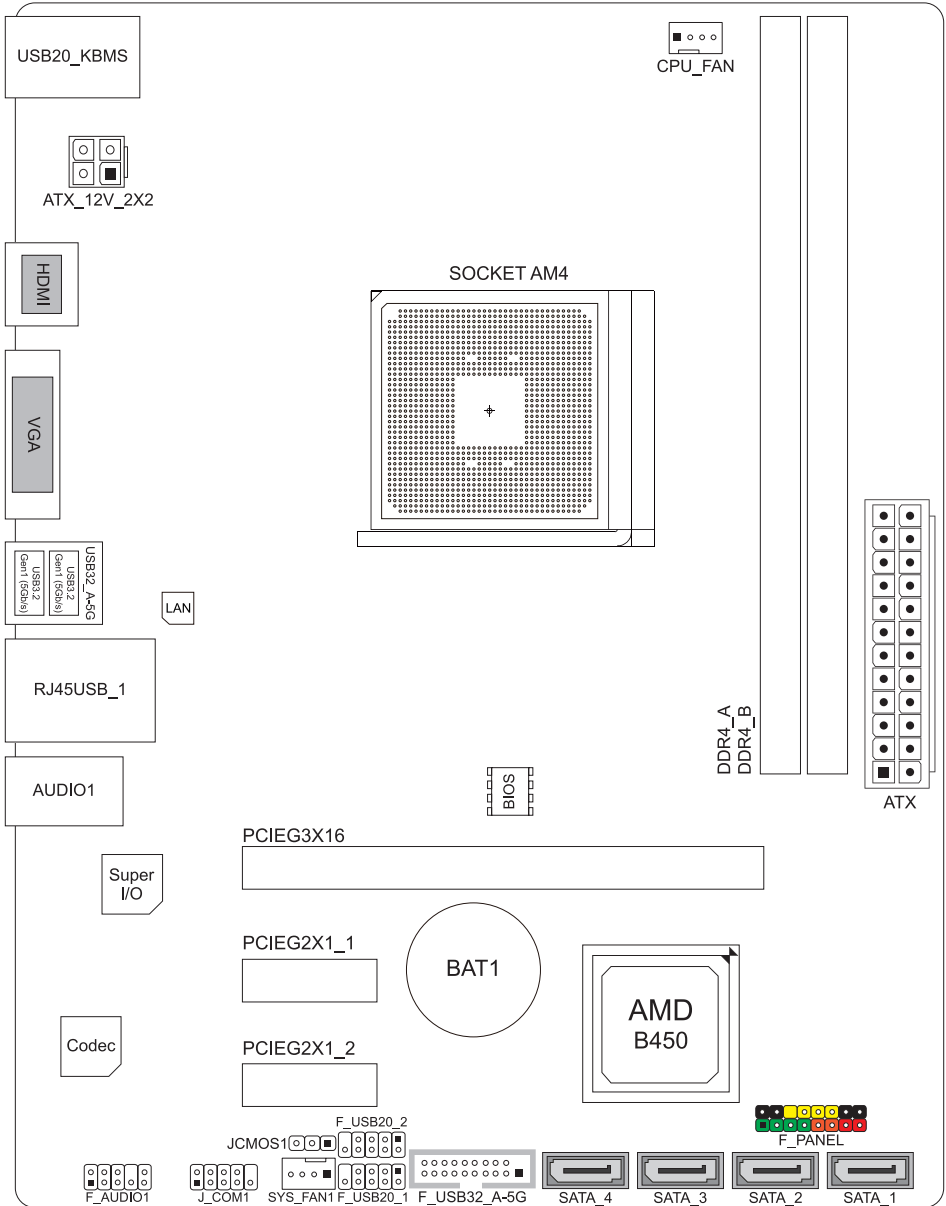 USB20_KBMS
CPU_FAN
ATX_12V_2X2
HDMI
SOCKET AM4
VGA
USB32_A-5G
USB3.2
Gen1 (5Gb/s)
USB3.2
Gen1 (5Gb/s)
LAN
RJ45USB_1
DDR4_A
DDR4_B
AUDIO1
BIOS
ATX
PCIEG3X16
Super
I/O
PCIEG2X1_1
BAT1
AMD
B450
Codec
PCIEG2X1_2
F_USB20_2
JCMOS1
F_PANEL
F_AUDIO1
J_COM1
SYS_FAN1
F_USB20_1
F_USB32_A-5G
SATA_4
SATA_3
SATA_2
SATA_1